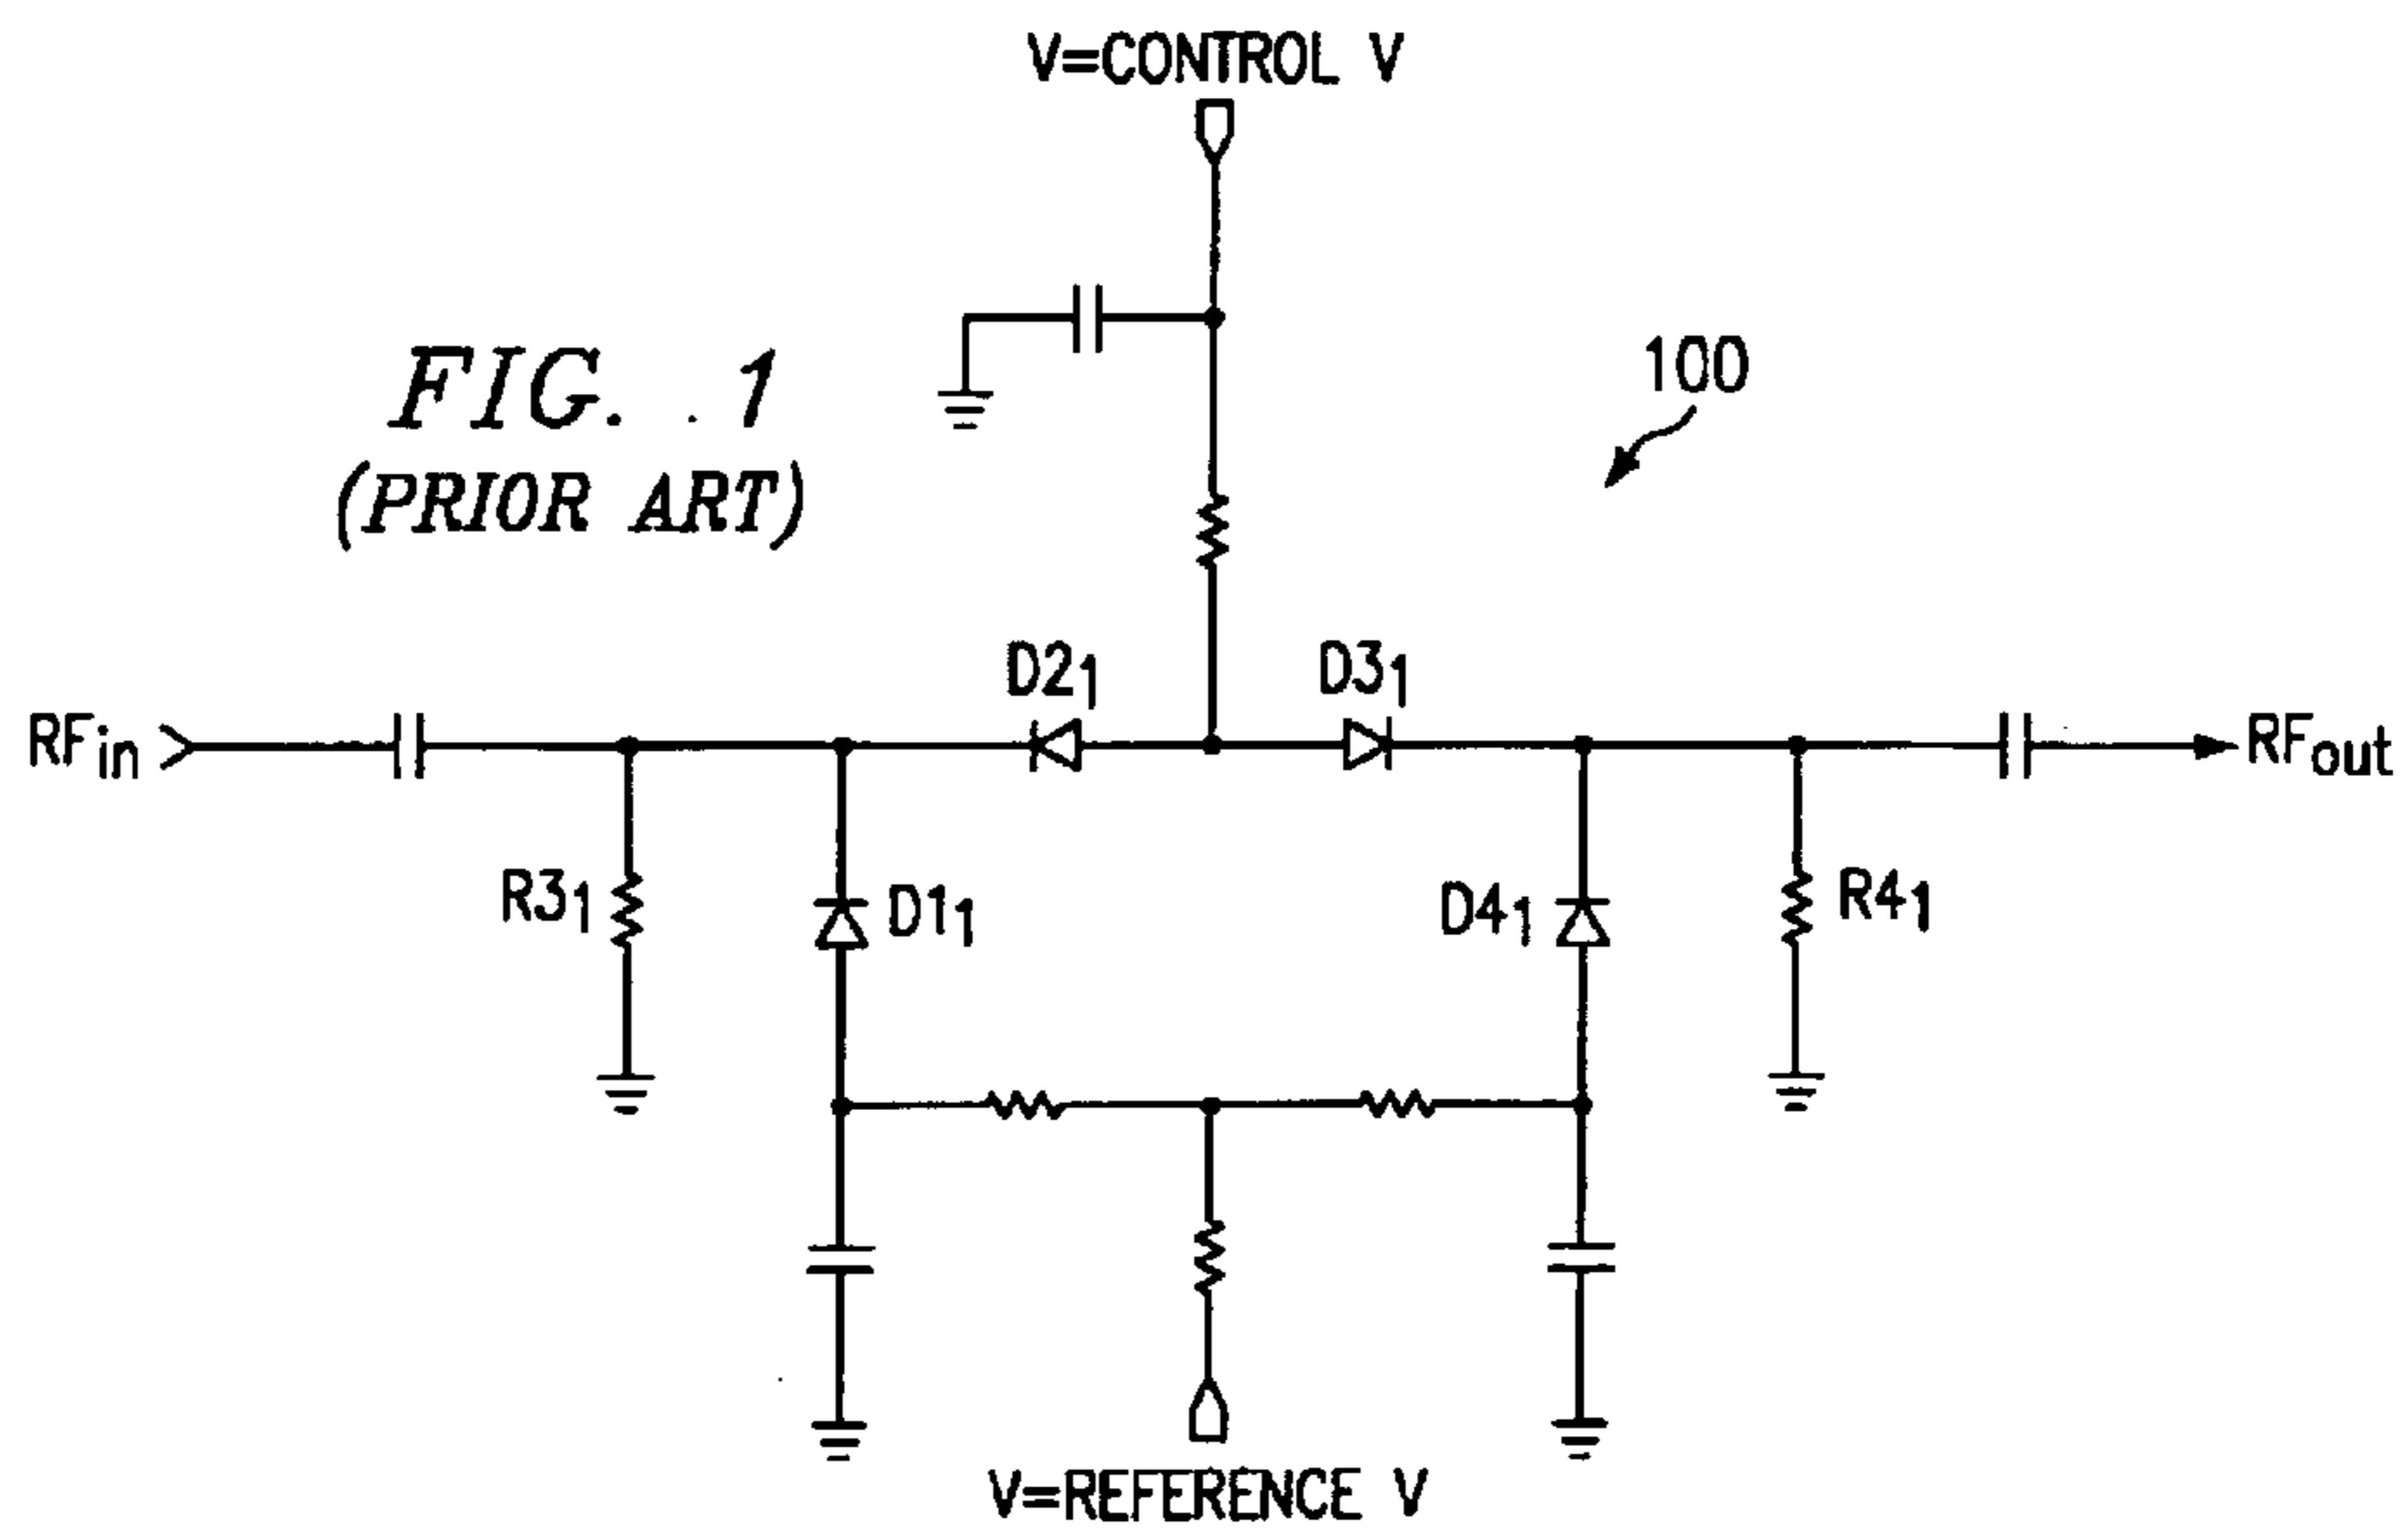 V=CONTROL V
FIG. 1
(PRIOR ART)
100
D2₁
D3₁
RFin
RFout
R3₁
D1₁
D4₁
R4₁
V=REFERENCE V